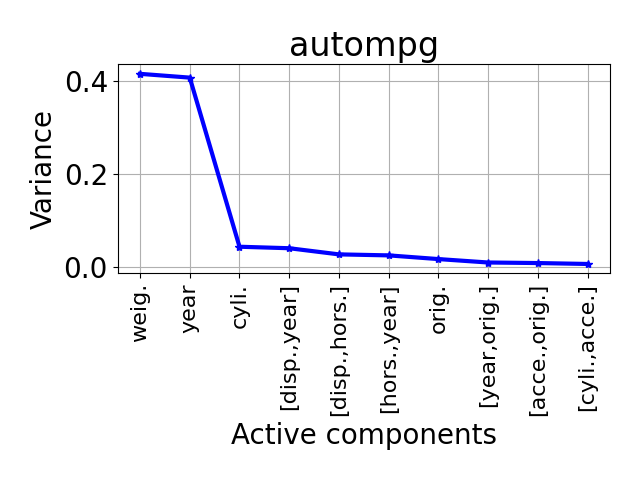 autompg
Variance
0.4
0.2
0.0
weig.
year
cyli.
[disp.,year]
[disp.,hors.]
[hors.,year]
orig.
[year,orig.]
[acce.,orig.]
[cyli.,acce.]
Active components